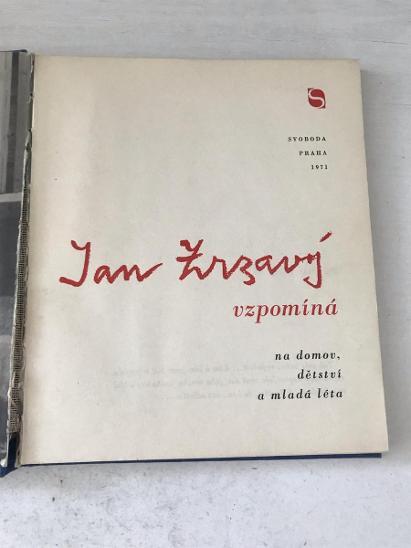 S
SVOBODA
PRAHA
1971
Jan Zrzavý
vzpomíná
na domov,
dětství
a mladá léta